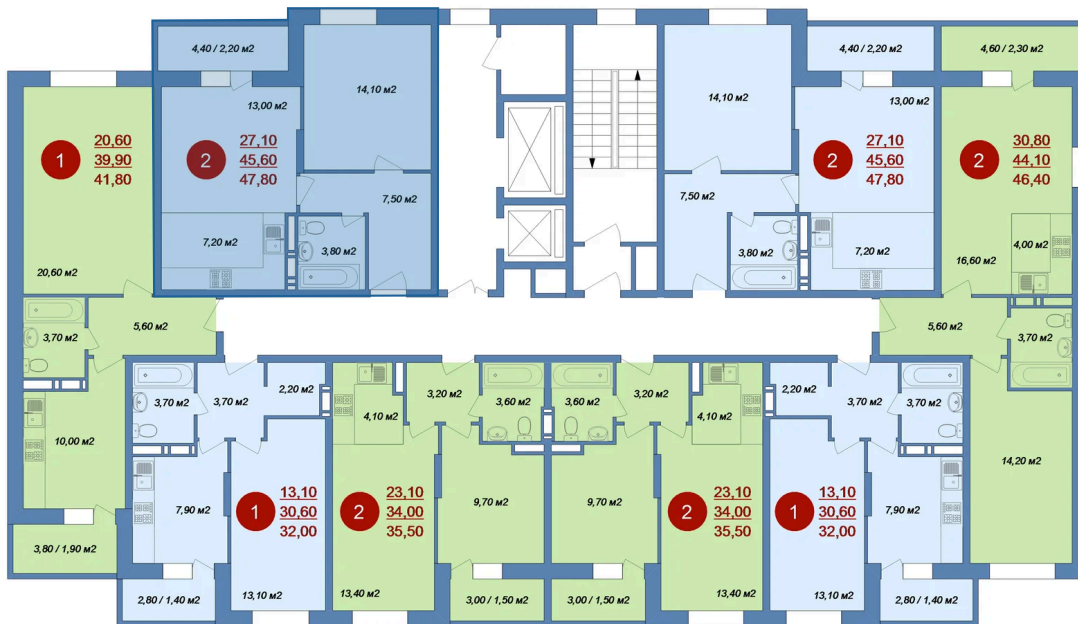 4,40 / 2,20 м2
14,10 м2
13,00 м2
1
20,60
39,90
41,80
2
27,10
45,60
47,80
7,50 м2
7,20 м2
3,80 м2
20,60 м2
4,40 / 2,20 м2
4,60 / 2,30 м2
14,10 м2
13,00 м2
2
27,10
45,60
47,80
2
30,80
44,10
46,40
7,50 м2
3,80 м2
7,20 м2
4,00 м2
16,60 м2
3,70 м2
5,60 м2
5,60 м2
3,70 м2
10,00 м2
3,70 м2
3,70 м2
2,20 м2
4,10 м2
3,20 м2
3,60 м2
3,60 м2
3,20 м2
4,10 м2
2,20 м2
3,70 м2
3,70 м2
14,20 м2
7,90 м2
1
13,10
30,60
32,00
2
23,10
34,00
35,50
9,70 м2
9,70 м2
2
23,10
34,00
35,50
1
13,10
30,60
32,00
7,90 м2
3,80 / 1,90 м2
2,80 / 1,40 м2
13,10 м2
13,40 м2
3,00 / 1,50 м2
3,00 / 1,50 м2
13,40 м2
13,10 м2
2,80 / 1,40 м2